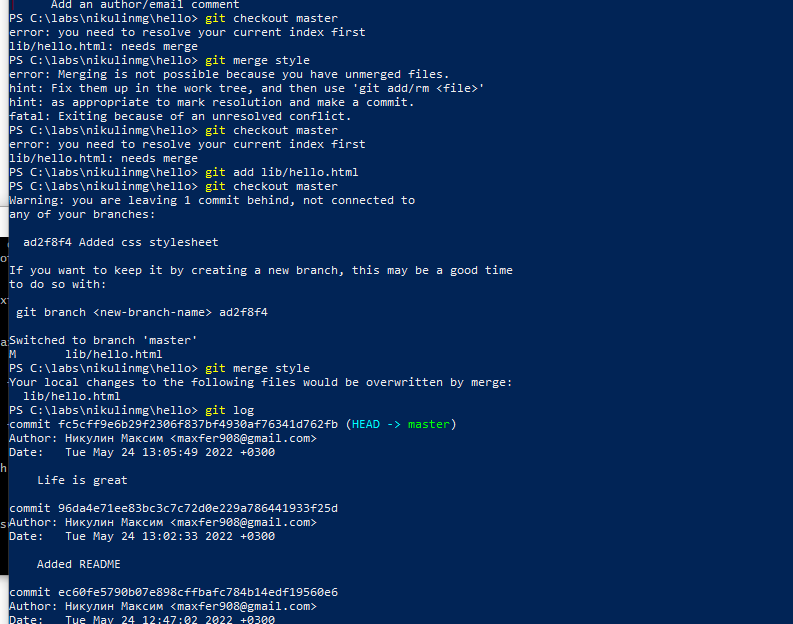 Add an author/email comment
PS C:\labs\nikulinmg\hello> git checkout master
error: you need to resolve your current index first
lib/hello.html: needs merge
PS C:\labs\nikulinmg\hello> git merge style
error: Merging is not possible because you have unmerged files.
hint: Fix them up in the work tree, and then use 'git add/rm <file>'
hint: as appropriate to mark resolution and make a commit.
fatal: Exiting because of an unresolved conflict.
PS C:\labs\nikulinmg\hello> git checkout master
error: you need to resolve your current index first
lib/hello.html: needs merge
PS C:\labs\nikulinmg\hello> git add lib/hello.html
PS C:\labs\nikulinmg\hello> git checkout master
Warning: you are leaving 1 commit behind, not connected to
any of your branches:
ad2f8f4 Added css stylesheet
If you want to keep it by creating a new branch, this may be a good time
to do so with:
git branch <new-branch-name> ad2f8f4
Switched to branch 'master'
M lib/hello.html
PS C:\labs\nikulinmg\hello> git merge style
Your local changes to the following files would be overwritten by merge:
lib/hello.html
PS C:\labs\nikulinmg\hello> git log
commit fc5cff9e6b29f2306f837bf4930af76341d762fb (HEAD -> master)
Author: Никулин Максим <maxfer908@gmail.com>
Date: Tue May 24 13:05:49 2022 +0300
Life is great
commit 96da4e71ee83bc3c7c72d0e229a786441933f25d
Author: Никулин Максим <maxfer908@gmail.com>
Date: Tue May 24 13:02:33 2022 +0300
Added README
commit ec60fe5790b07e898cffbafc784b14edf19560e6
Author: Никулин Максим <maxfer908@gmail.com>
Date: Tue May 24 12:47:02 2022 +0300